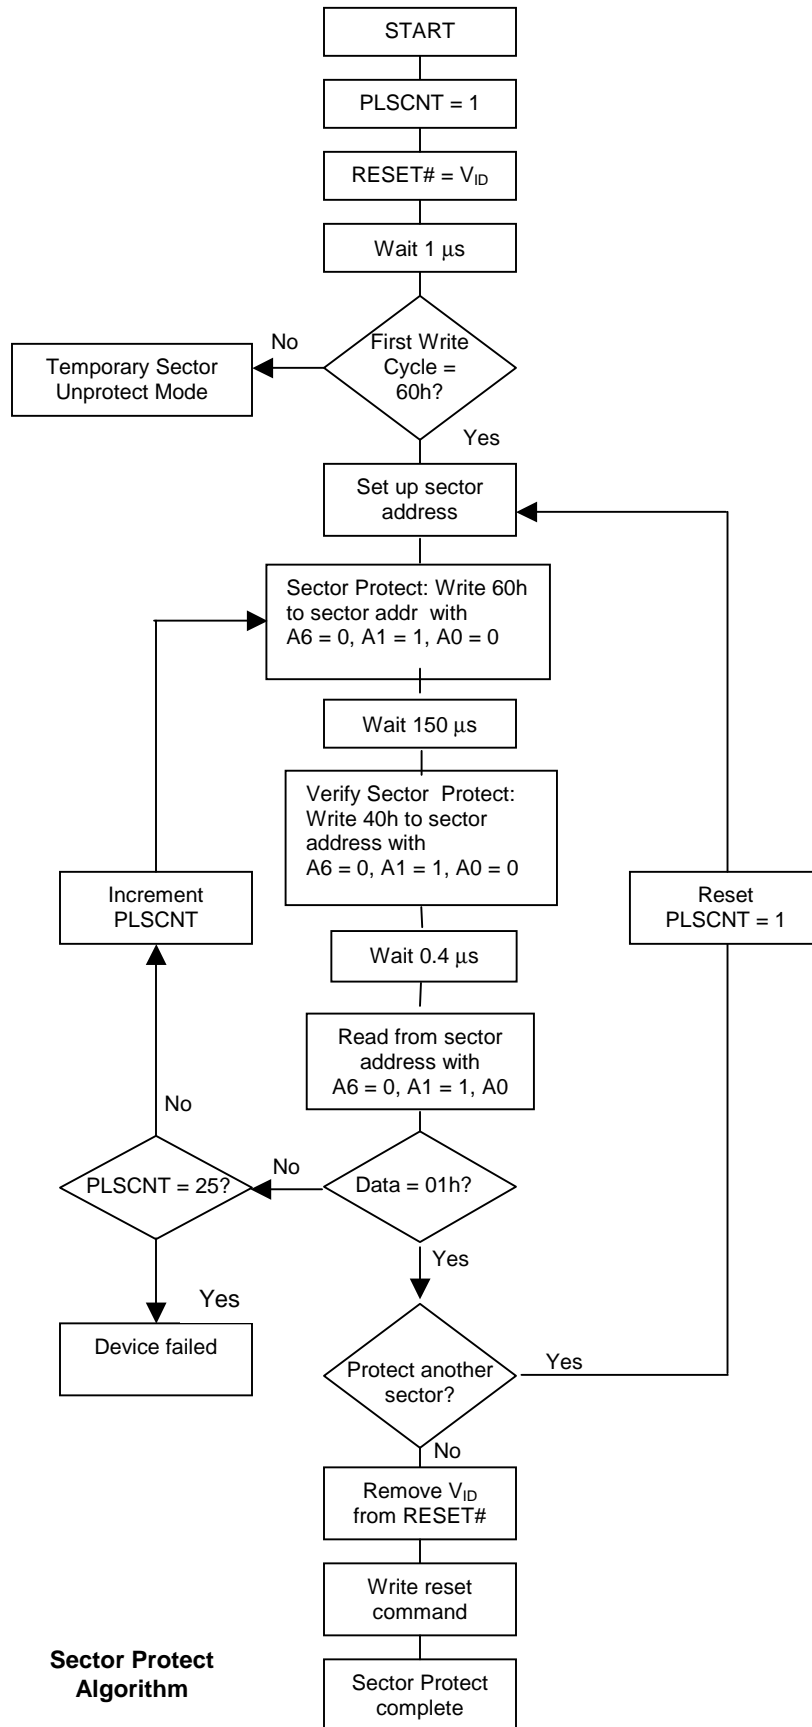 START
PLSCNT = 1
RESET# = VID
Wait 1 μs
First Write
Cycle =
60h?
No
Temporary Sector
Unprotect Mode
Yes
Set up sector
address
Sector Protect: Write 60h
to sector addr with
A6 = 0, A1 = 1, A0 = 0
Wait 150 μs
Verify Sector Protect:
Write 40h to sector
address with
A6 = 0, A1 = 1, A0 = 0
Increment
PLSCNT
Reset
PLSCNT = 1
Wait 0.4 μs
Read from sector
address with
A6 = 0, A1 = 1, A0
No
PLSCNT = 25?
No
Data = 01h?
Yes
Yes
Device failed
Protect another
sector?
Yes
No
Remove VID
from RESET#
Write reset
command
Sector Protect
Algorithm
Sector Protect
complete